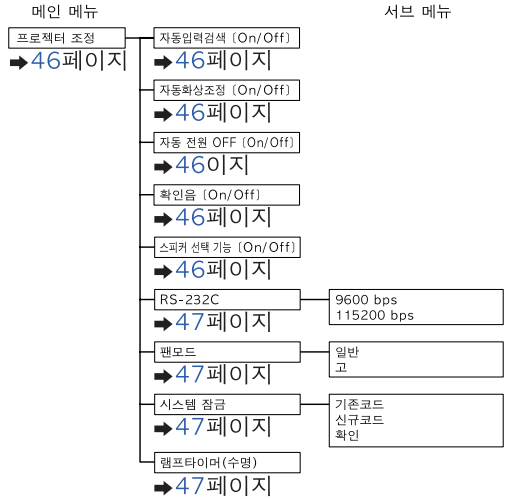 메인 메뉴
서브 메뉴
프로젝터 조정
➡46페이지
자동입력검색 [On/Off]
➡46페이지
자동화상조정 [On/Off]
➡46페이지
자동 전원 OFF [On/Off]
➡46이지
확인음 [On/Off]
➡46페이지
스피커 선택 기능 [On/Off]
➡46페이지
RS-232C
➡47페이지
9600 bps
115200 bps
팬모드
➡47페이지
일반
고
시스템 잠금
➡47페이지
기존코드
신규코드
확인
램프타이머(수명)
➡47페이지